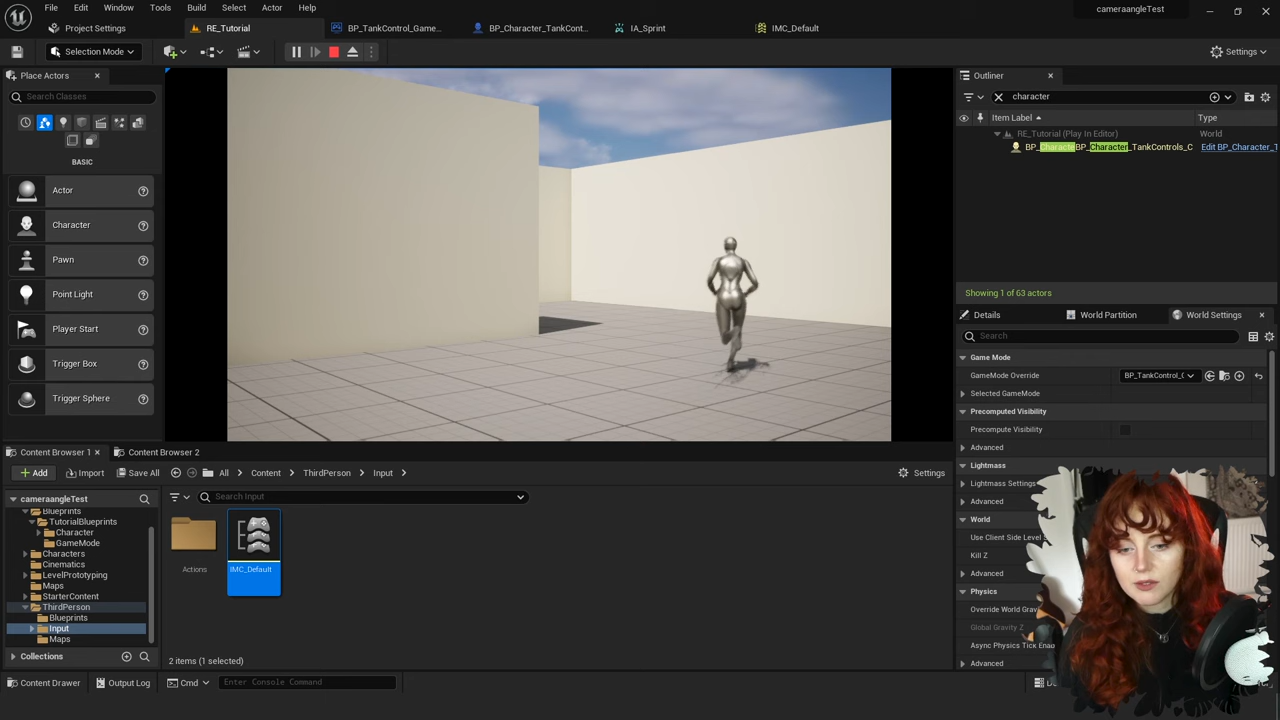 File Edit Window Tools Build Select Actor Help
cameraangleTest
Project Settings
RE_Tutorial
BP_TankControl_Game...
BP_Character_TankCont...
IA_Sprint
IMC_Default
Selection Mode
Settings
Place Actors
Search Classes
BASIC
Actor
Character
Pawn
Point Light
Player Start
Trigger Box
Trigger Sphere
Outliner
character
Item Label
Type
RE_Tutorial (Play In Editor)
World
BP_CharacteBP_Character_TankControls_C
Edit BP_Character_T
Showing 1 of 63 actors
Details
World Partition
World Settings
Search
Game Mode
GameMode Override
BP_TankControl_G
Selected GameMode
Precomputed Visibility
Precompute Visibility
Advanced
Lightmass
Lightmass Settings
Advanced
World
Use Client Side Level S
Kill Z
Advanced
Physics
Override World Grav
Global Gravity Z
Async Physics Tick Enab
Advanced
Content Browser 1
Content Browser 2
Add
Import
Save All
All
Content
ThirdPerson
Input
Settings
cameraangleTest
Search Input
Blueprints
TutorialBlueprints
Character
GameMode
Characters
Cinematics
LevelPrototyping
Maps
StarterContent
ThirdPerson
Blueprints
Input
Maps
Collections
Actions
IMC_Default
2 items (1 selected)
Content Drawer
Output Log
Cmd
Enter Console Command